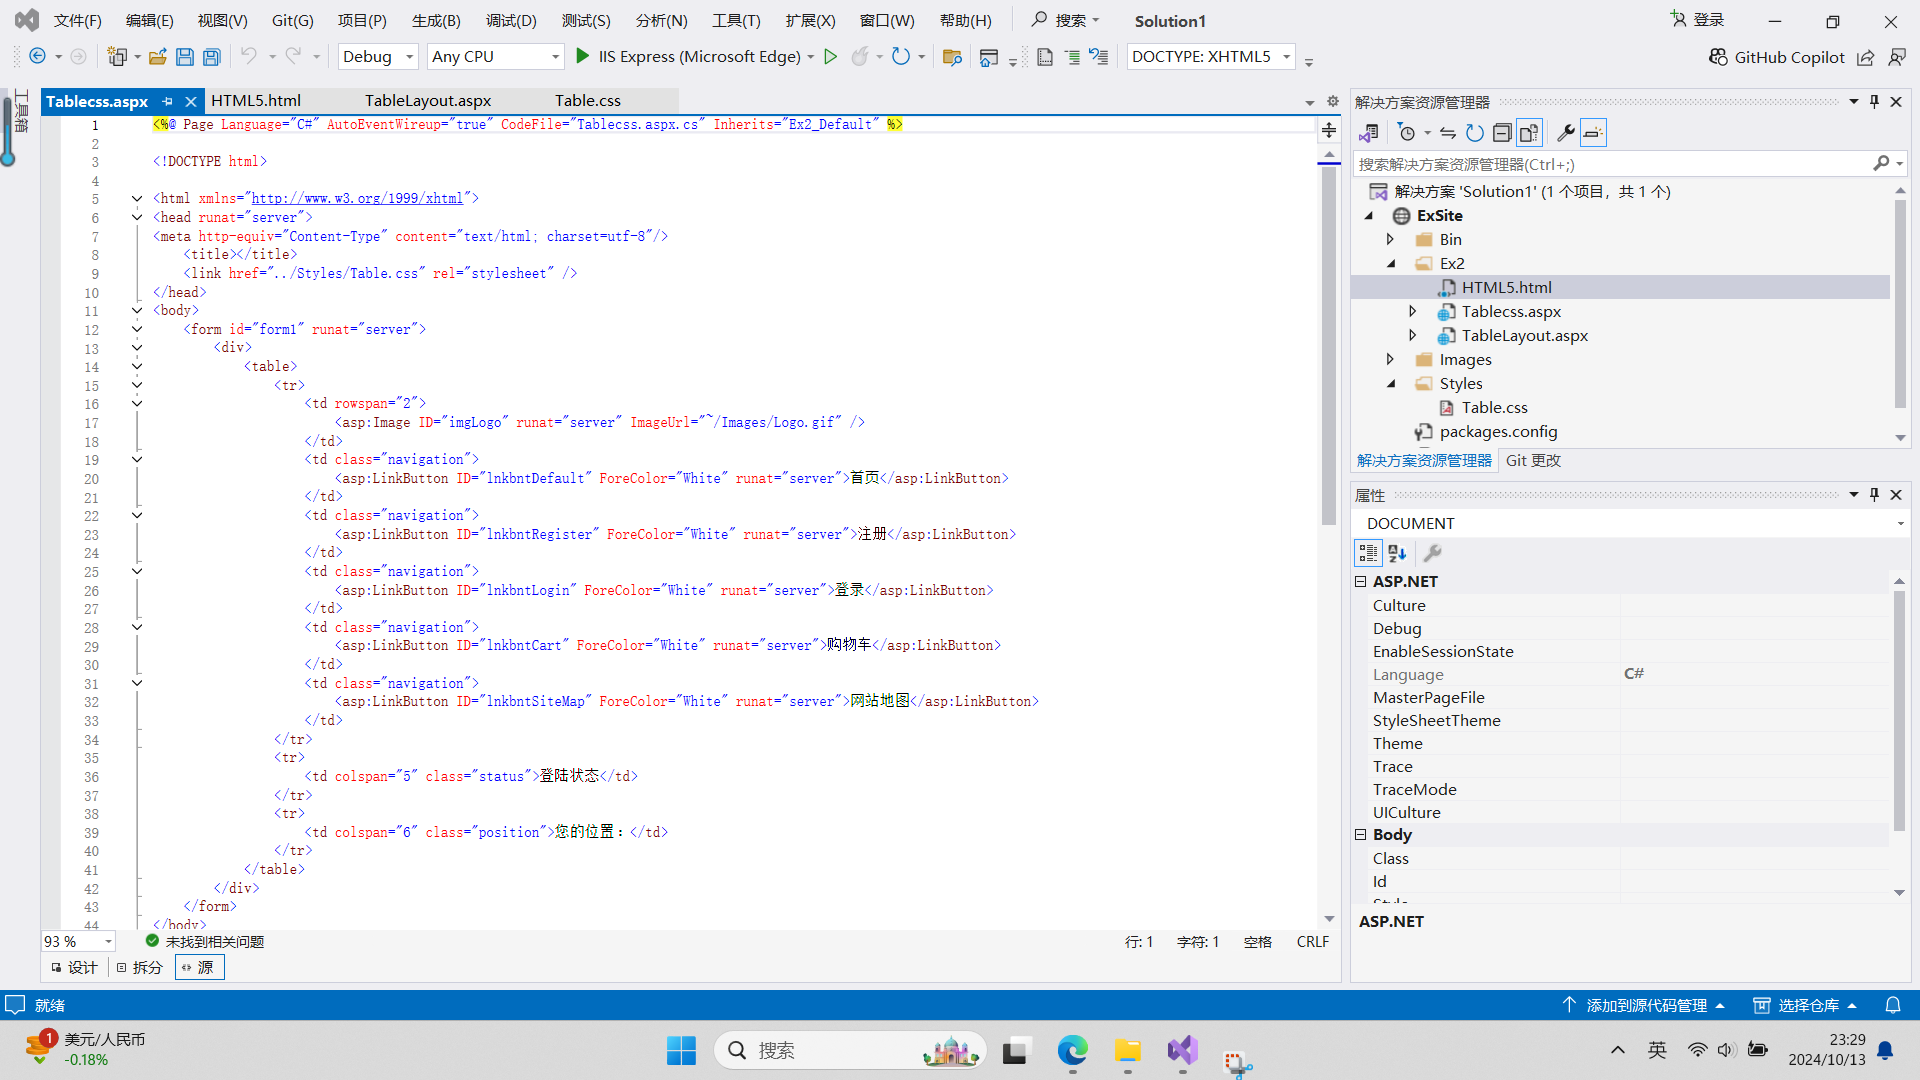 文件(F) 编辑(E) 视图(V) Git(G) 项目(P) 生成(B) 调试(D) 测试(S) 分析(N) 工具(T) 扩展(X) 窗口(W) 帮助(H) 搜索 Solution1 登录
Debug Any CPU IIS Express (Microsoft Edge) DOCTYPE: XHTML5 GitHub Copilot
工具箱
Tablecss.aspx HTML5.html TableLayout.aspx Table.css
1 <%@ Page Language="C#" AutoEventWireup="true" CodeFile="Tablecss.aspx.cs" Inherits="Ex2_Default" %>
2
3 <!DOCTYPE html>
4
5 <html xmlns="http://www.w3.org/1999/xhtml">
6 <head runat="server">
7 <meta http-equiv="Content-Type" content="text/html; charset=utf-8"/>
8 <title></title>
9 <link href="../Styles/Table.css" rel="stylesheet" />
10 </head>
11 <body>
12 <form id="form1" runat="server">
13 <div>
14 <table>
15 <tr>
16 <td rowspan="2">
17 <asp:Image ID="imgLogo" runat="server" ImageUrl="~/Images/Logo.gif" />
18 </td>
19 <td class="navigation">
20 <asp:LinkButton ID="lnkbntDefault" ForeColor="White" runat="server">首页</asp:LinkButton>
21 </td>
22 <td class="navigation">
23 <asp:LinkButton ID="lnkbntRegister" ForeColor="White" runat="server">注册</asp:LinkButton>
24 </td>
25 <td class="navigation">
26 <asp:LinkButton ID="lnkbntLogin" ForeColor="White" runat="server">登录</asp:LinkButton>
27 </td>
28 <td class="navigation">
29 <asp:LinkButton ID="lnkbntCart" ForeColor="White" runat="server">购物车</asp:LinkButton>
30 </td>
31 <td class="navigation">
32 <asp:LinkButton ID="lnkbntSiteMap" ForeColor="White" runat="server">网站地图</asp:LinkButton>
33 </td>
34 </tr>
35 <tr>
36 <td colspan="5" class="status">登陆状态</td>
37 </tr>
38 <tr>
39 <td colspan="6" class="position">您的位置：</td>
40 </tr>
41 </table>
42 </div>
43 </form>
44 </body>
93 % 未找到相关问题 行: 1 字符: 1 空格 CRLF
设计 拆分 源
解决方案资源管理器
搜索解决方案资源管理器(Ctrl+;)
解决方案 'Solution1' (1 个项目，共 1 个)
ExSite
Bin
Ex2
HTML5.html
Tablecss.aspx
TableLayout.aspx
Images
Styles
Table.css
packages.config
解决方案资源管理器 Git 更改
属性
DOCUMENT
ASP.NET
Culture
Debug
EnableSessionState
Language C#
MasterPageFile
StyleSheetTheme
Theme
Trace
TraceMode
UICulture
Body
Class
Id
Style
ASP.NET
就绪 添加到源代码管理 选择仓库
1 美元/人民币
-0.18%
搜索
英
23:29
2024/10/13